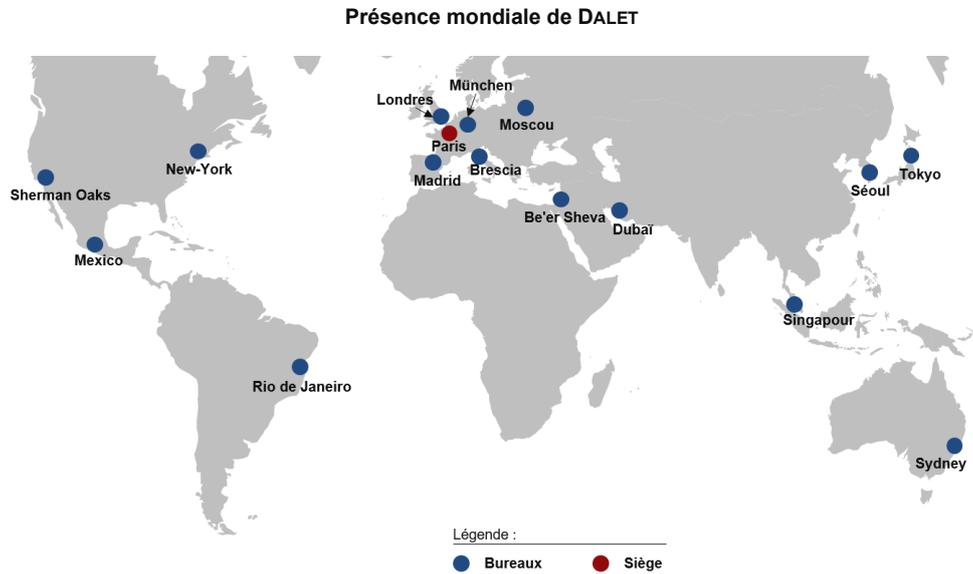 Présence mondiale de DALET
München
Londres
Moscou
Paris
New-York
Brescia
Madrid
Tokyo
Séoul
Sherman Oaks
Be'er Sheva
Dubaï
Mexico
Singapour
Rio de Janeiro
Sydney
Légende :
Bureaux
Siège